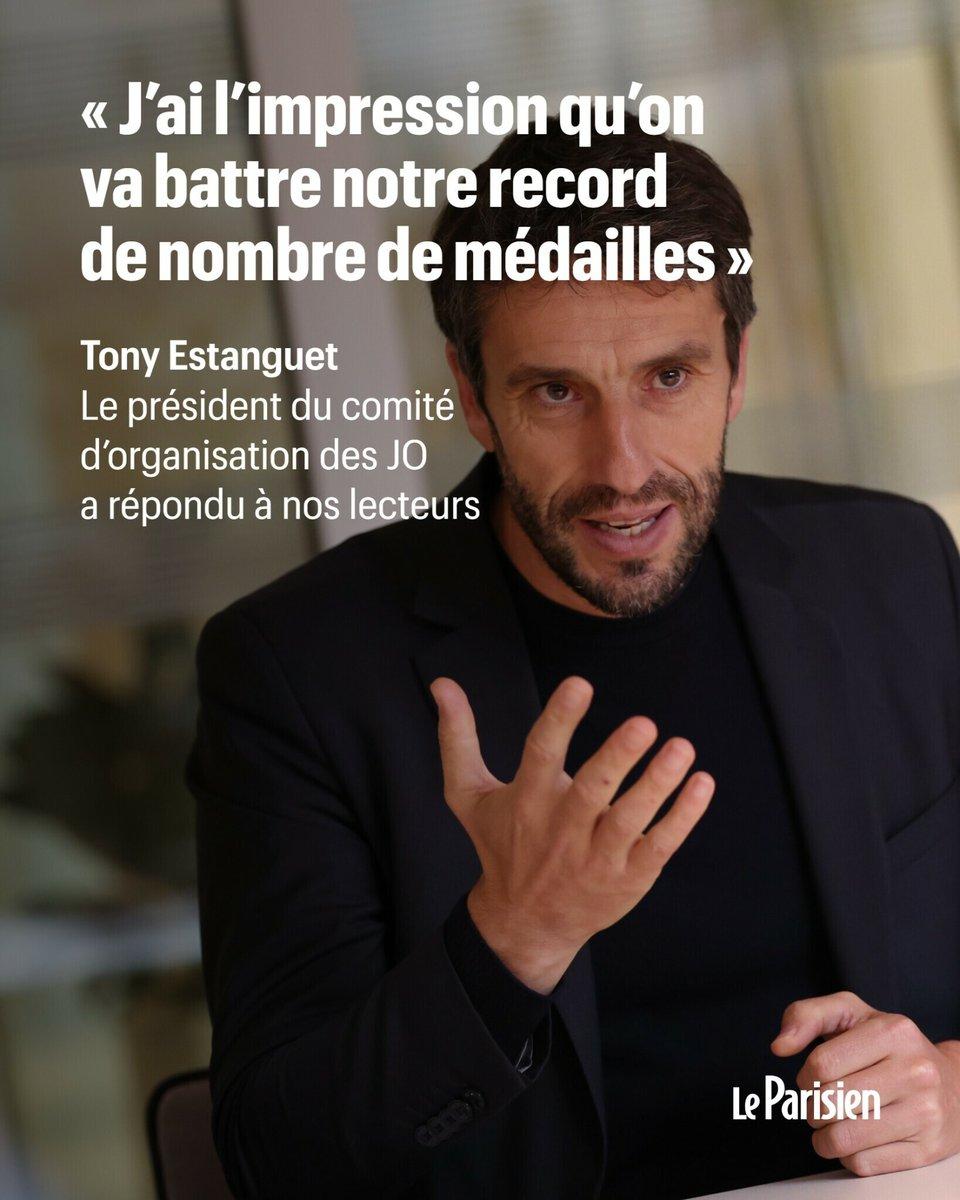 « J’ai l’impression qu’on
va battre notre record
de nombre de médailles »
Tony Estanguet
Le président du comité
d’organisation des JO
a répondu à nos lecteurs
Le Parisien